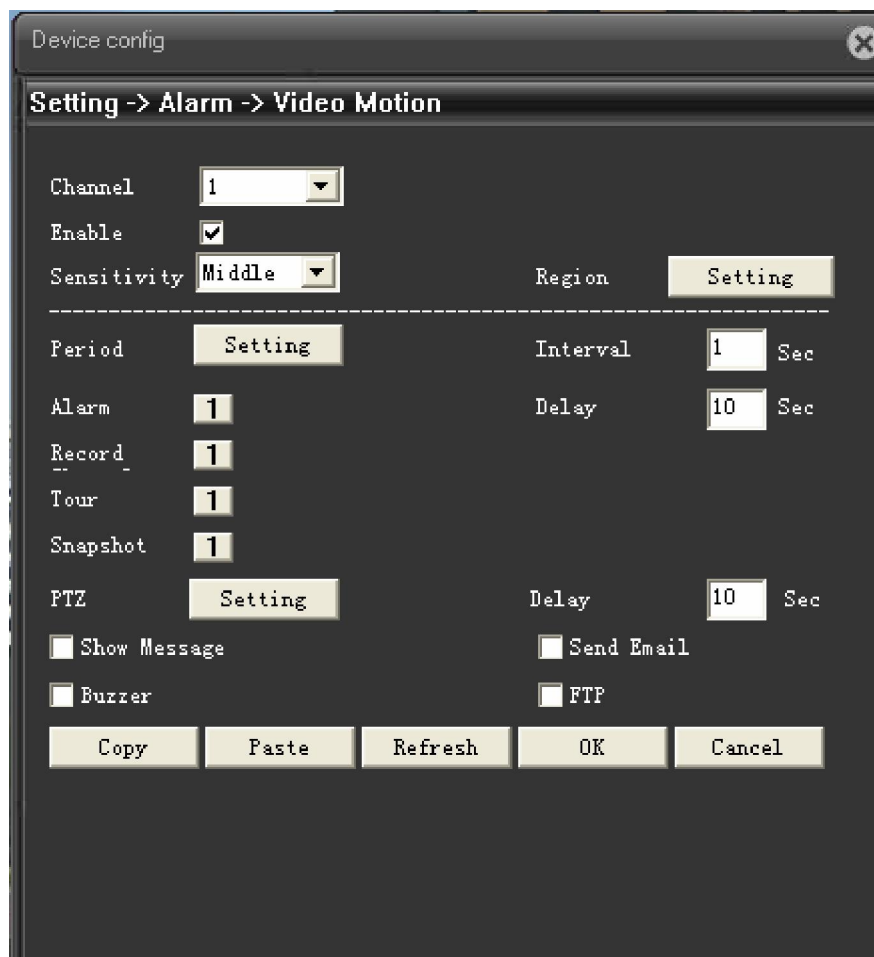 Device config
Setting -> Alarm -> Video Motion
Channel 1
Enable
Sensitivity Middle Region Setting
Period Setting Interval 1 Sec
Alarm 1 Delay 10 Sec
Record 1
Tour 1
Snapshot 1
PTZ Setting Delay 10 Sec
Show Message Send Email
Buzzer FTP
Copy Paste Refresh OK Cancel